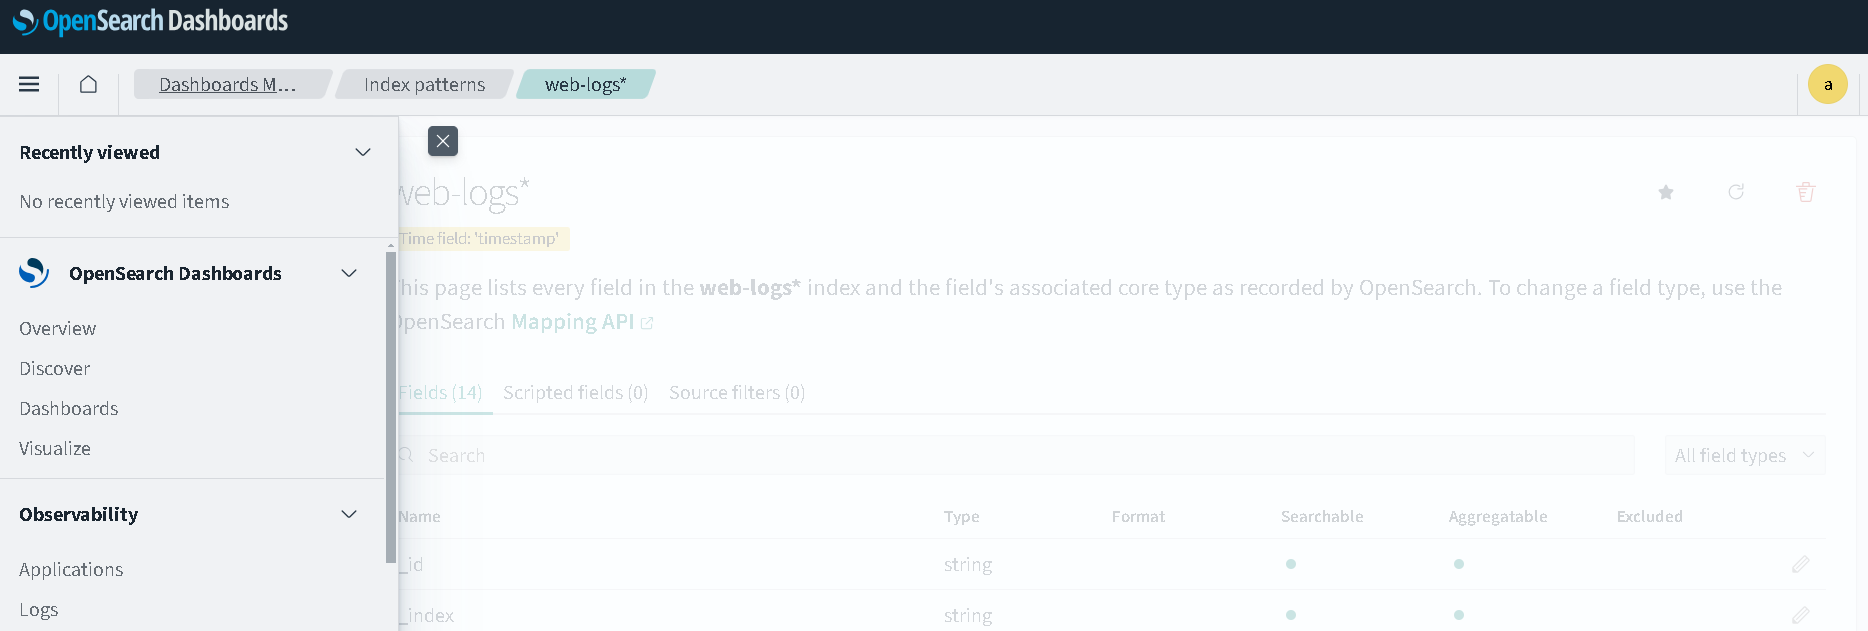 OpenSearch Dashboards
Dashboards M...
Index patterns
web-logs*
a
Recently viewed
No recently viewed items
OpenSearch Dashboards
Overview
Discover
Dashboards
Visualize
Observability
Applications
Logs
web-logs*
Time field: 'timestamp'
This page lists every field in the web-logs* index and the field's associated core type as recorded by OpenSearch. To change a field type, use the
OpenSearch Mapping API
Fields (14) Scripted fields (0) Source filters (0)
Search
All field types
Name Type Format Searchable Aggregatable Excluded
_id string
_index string